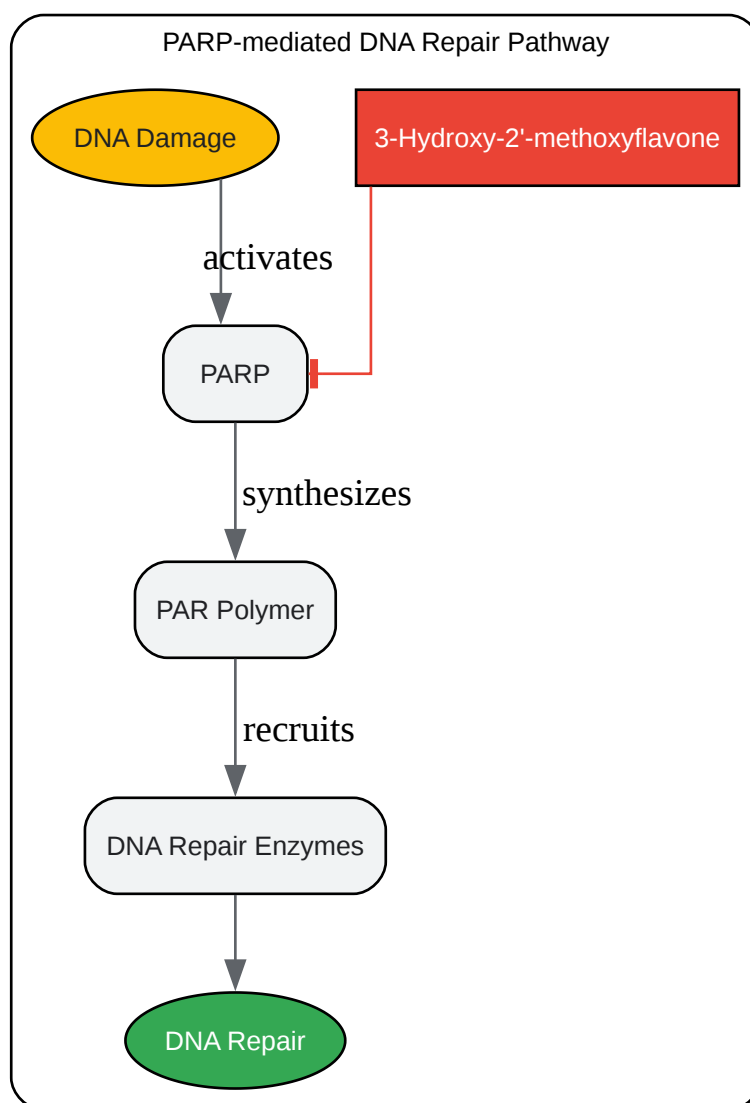 PARP-mediated DNA Repair Pathway
DNA Damage
3-Hydroxy-2'-methoxyflavone
activates
PARP
synthesizes
PAR Polymer
recruits
DNA Repair Enzymes
DNA Repair